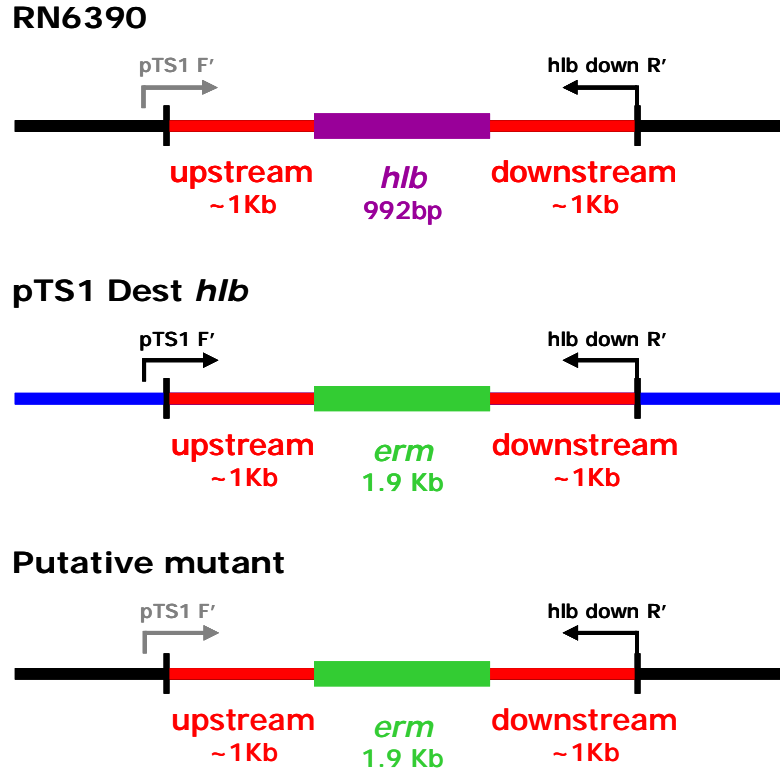 RN6390
pTS1 F’ hlb down R’
upstream hlb downstream
~1Kb 992bp ~1Kb
pTS1 Dest hlb
pTS1 F’ hlb down R’
upstream erm downstream
~1Kb 1.9 Kb ~1Kb
Putative mutant
pTS1 F’ hlb down R’
upstream erm downstream
~1Kb 1.9 Kb ~1Kb